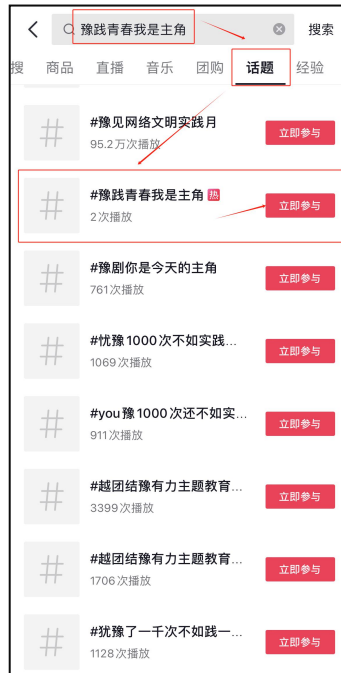 豫践青春我是主角 搜索
搜 商品 直播 音乐 团购 话题 经验
#豫见网络文明实践月
95.2万次播放
立即参与
#豫践青春我是主角 热
2次播放
立即参与
#豫剧你是今天的主角
761次播放
立即参与
#忧豫1000次不如实践...
1069次播放
立即参与
#you豫1000次还不如实...
911次播放
立即参与
#越团结豫有力主题教育...
3399次播放
立即参与
#越团结豫有力主题教育...
1706次播放
立即参与
#犹豫了一千次不如践一...
1128次播放
立即参与